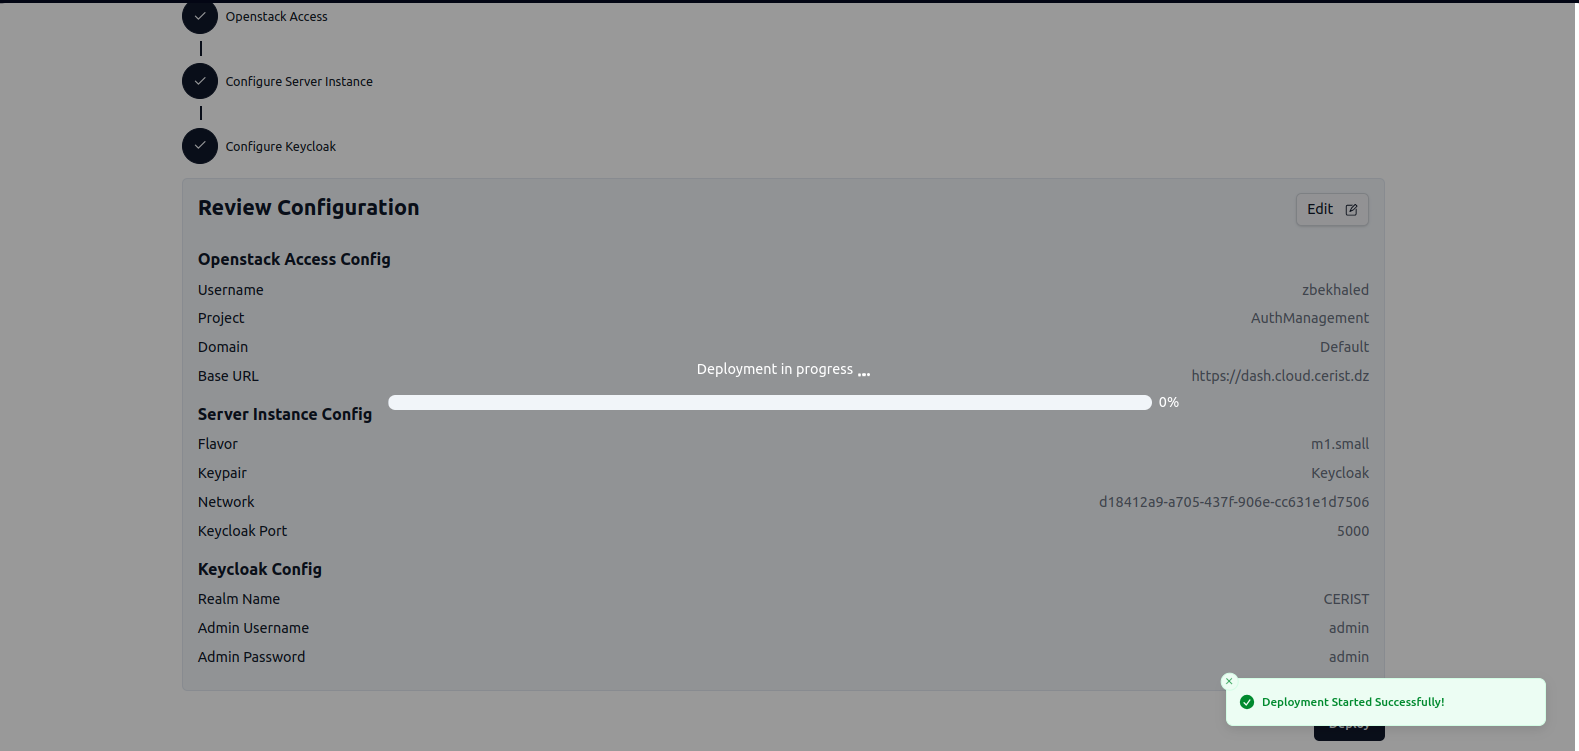 Openstack Access
Configure Server Instance
Configure Keycloak
Review Configuration
Edit
Openstack Access Config
Username zbekhaled
Project AuthManagement
Domain Default
Deployment in progress ...
Base URL https://dash.cloud.cerist.dz
0%
Server Instance Config
Flavor m1.small
Keypair Keycloak
Network d18412a9-a705-437f-906e-cc631e1d7506
Keycloak Port 5000
Keycloak Config
Realm Name CERIST
Admin Username admin
Admin Password admin
Deployment Started Successfully!
Deploy